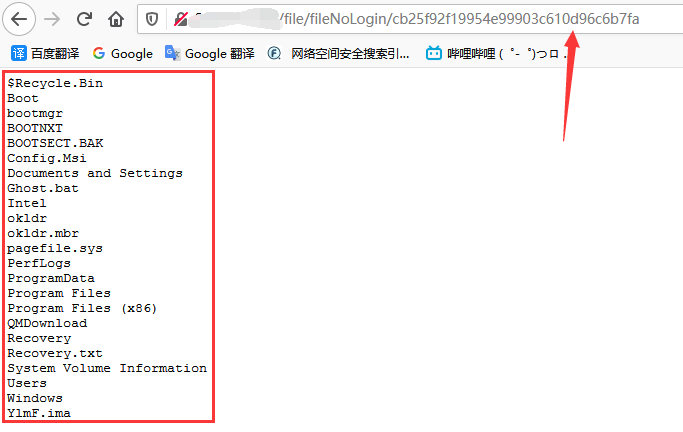 /file/fileNoLogin/cb25f92f19954e99903c610d96c6b7fa
译 百度翻译 Google Google 翻译 网络空间安全搜索引... 哔哩哔哩 ( ゜- ゜)つロ .
$Recycle.Bin
Boot
bootmgr
BOOTNXT
BOOTSECT.BAK
Config.Msi
Documents and Settings
Ghost.bat
Intel
okldr
okldr.mbr
pagefile.sys
PerfLogs
ProgramData
Program Files
Program Files (x86)
QMDownload
Recovery
Recovery.txt
System Volume Information
Users
Windows
YlmF.ima